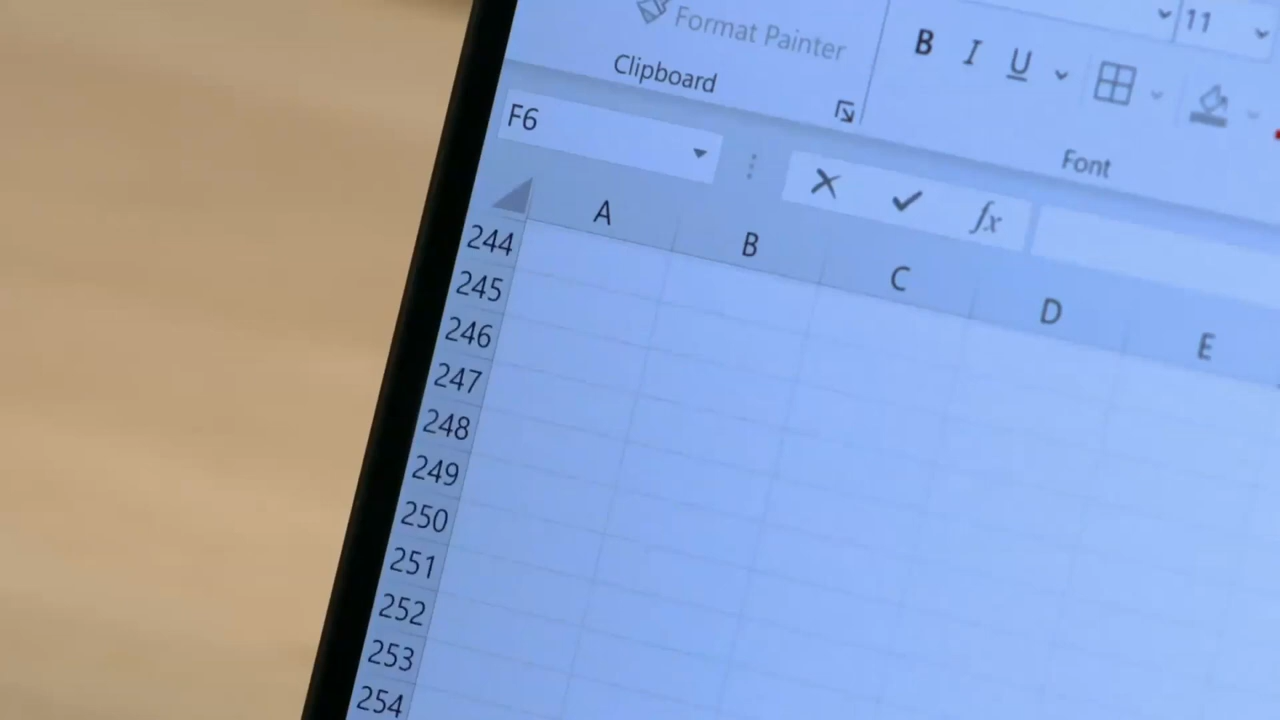 Format Painter
11
B I U
Clipboard
Font
F6
fx
A B C D E
244
245
246
247
248
249
250
251
252
253
254